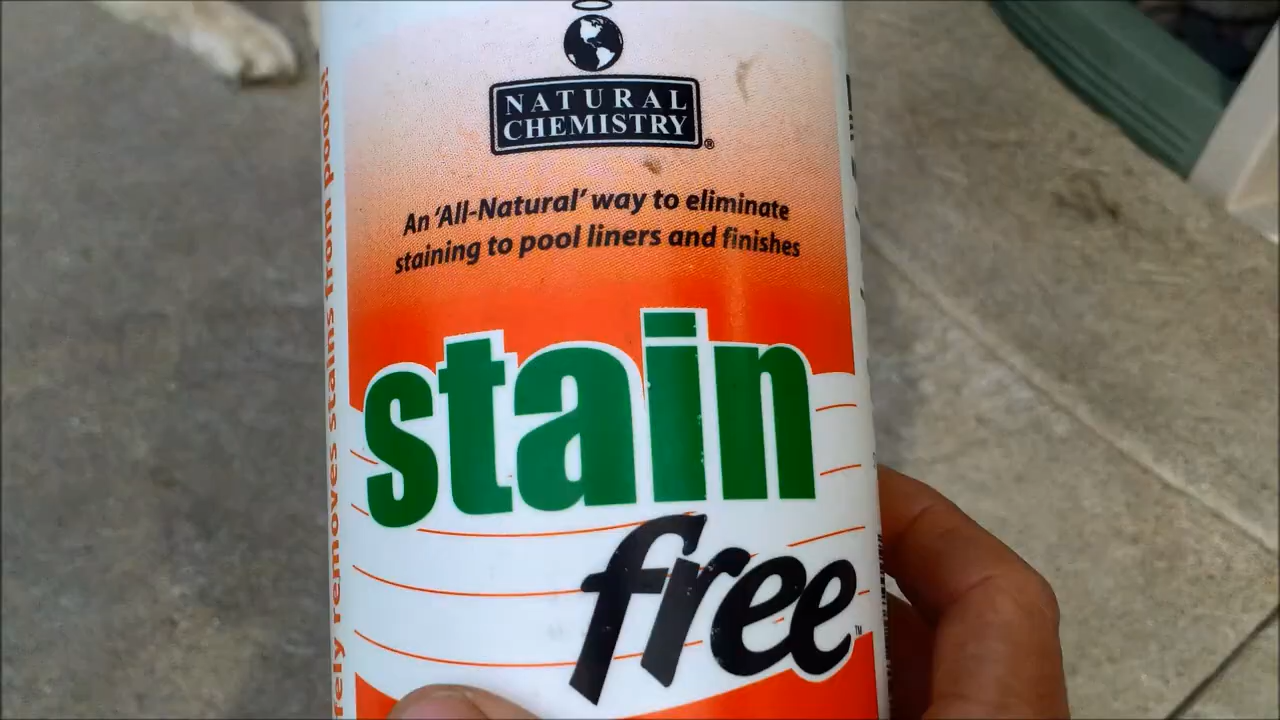 NATURAL
CHEMISTRY®
An 'All-Natural' way to eliminate
staining to pool liners and finishes
stain
free™
removes stains from pools!